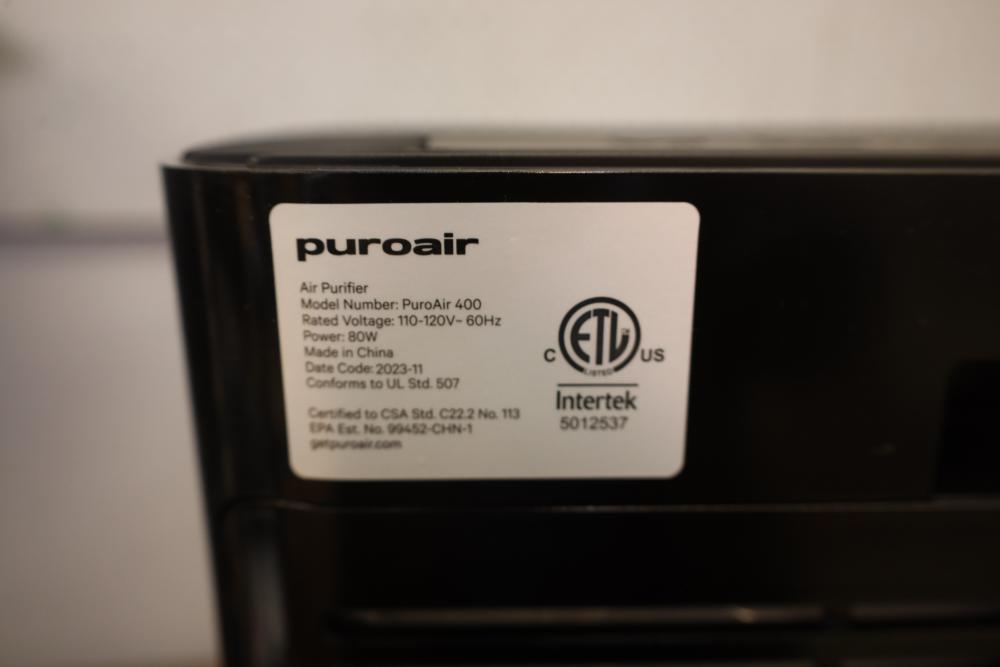 puroair
Air Purifier
Model Number: PuroAir 400
Rated Voltage: 110-120V~ 60Hz
Power: 80W
Made in China
Date Code: 2023-11
Conforms to UL Std. 507
Certified to CSA Std. C22.2 No. 113
EPA Est. No. 99452-CHN-1
getpuroair.com
ETL
C US
LISTED
Intertek
5012537